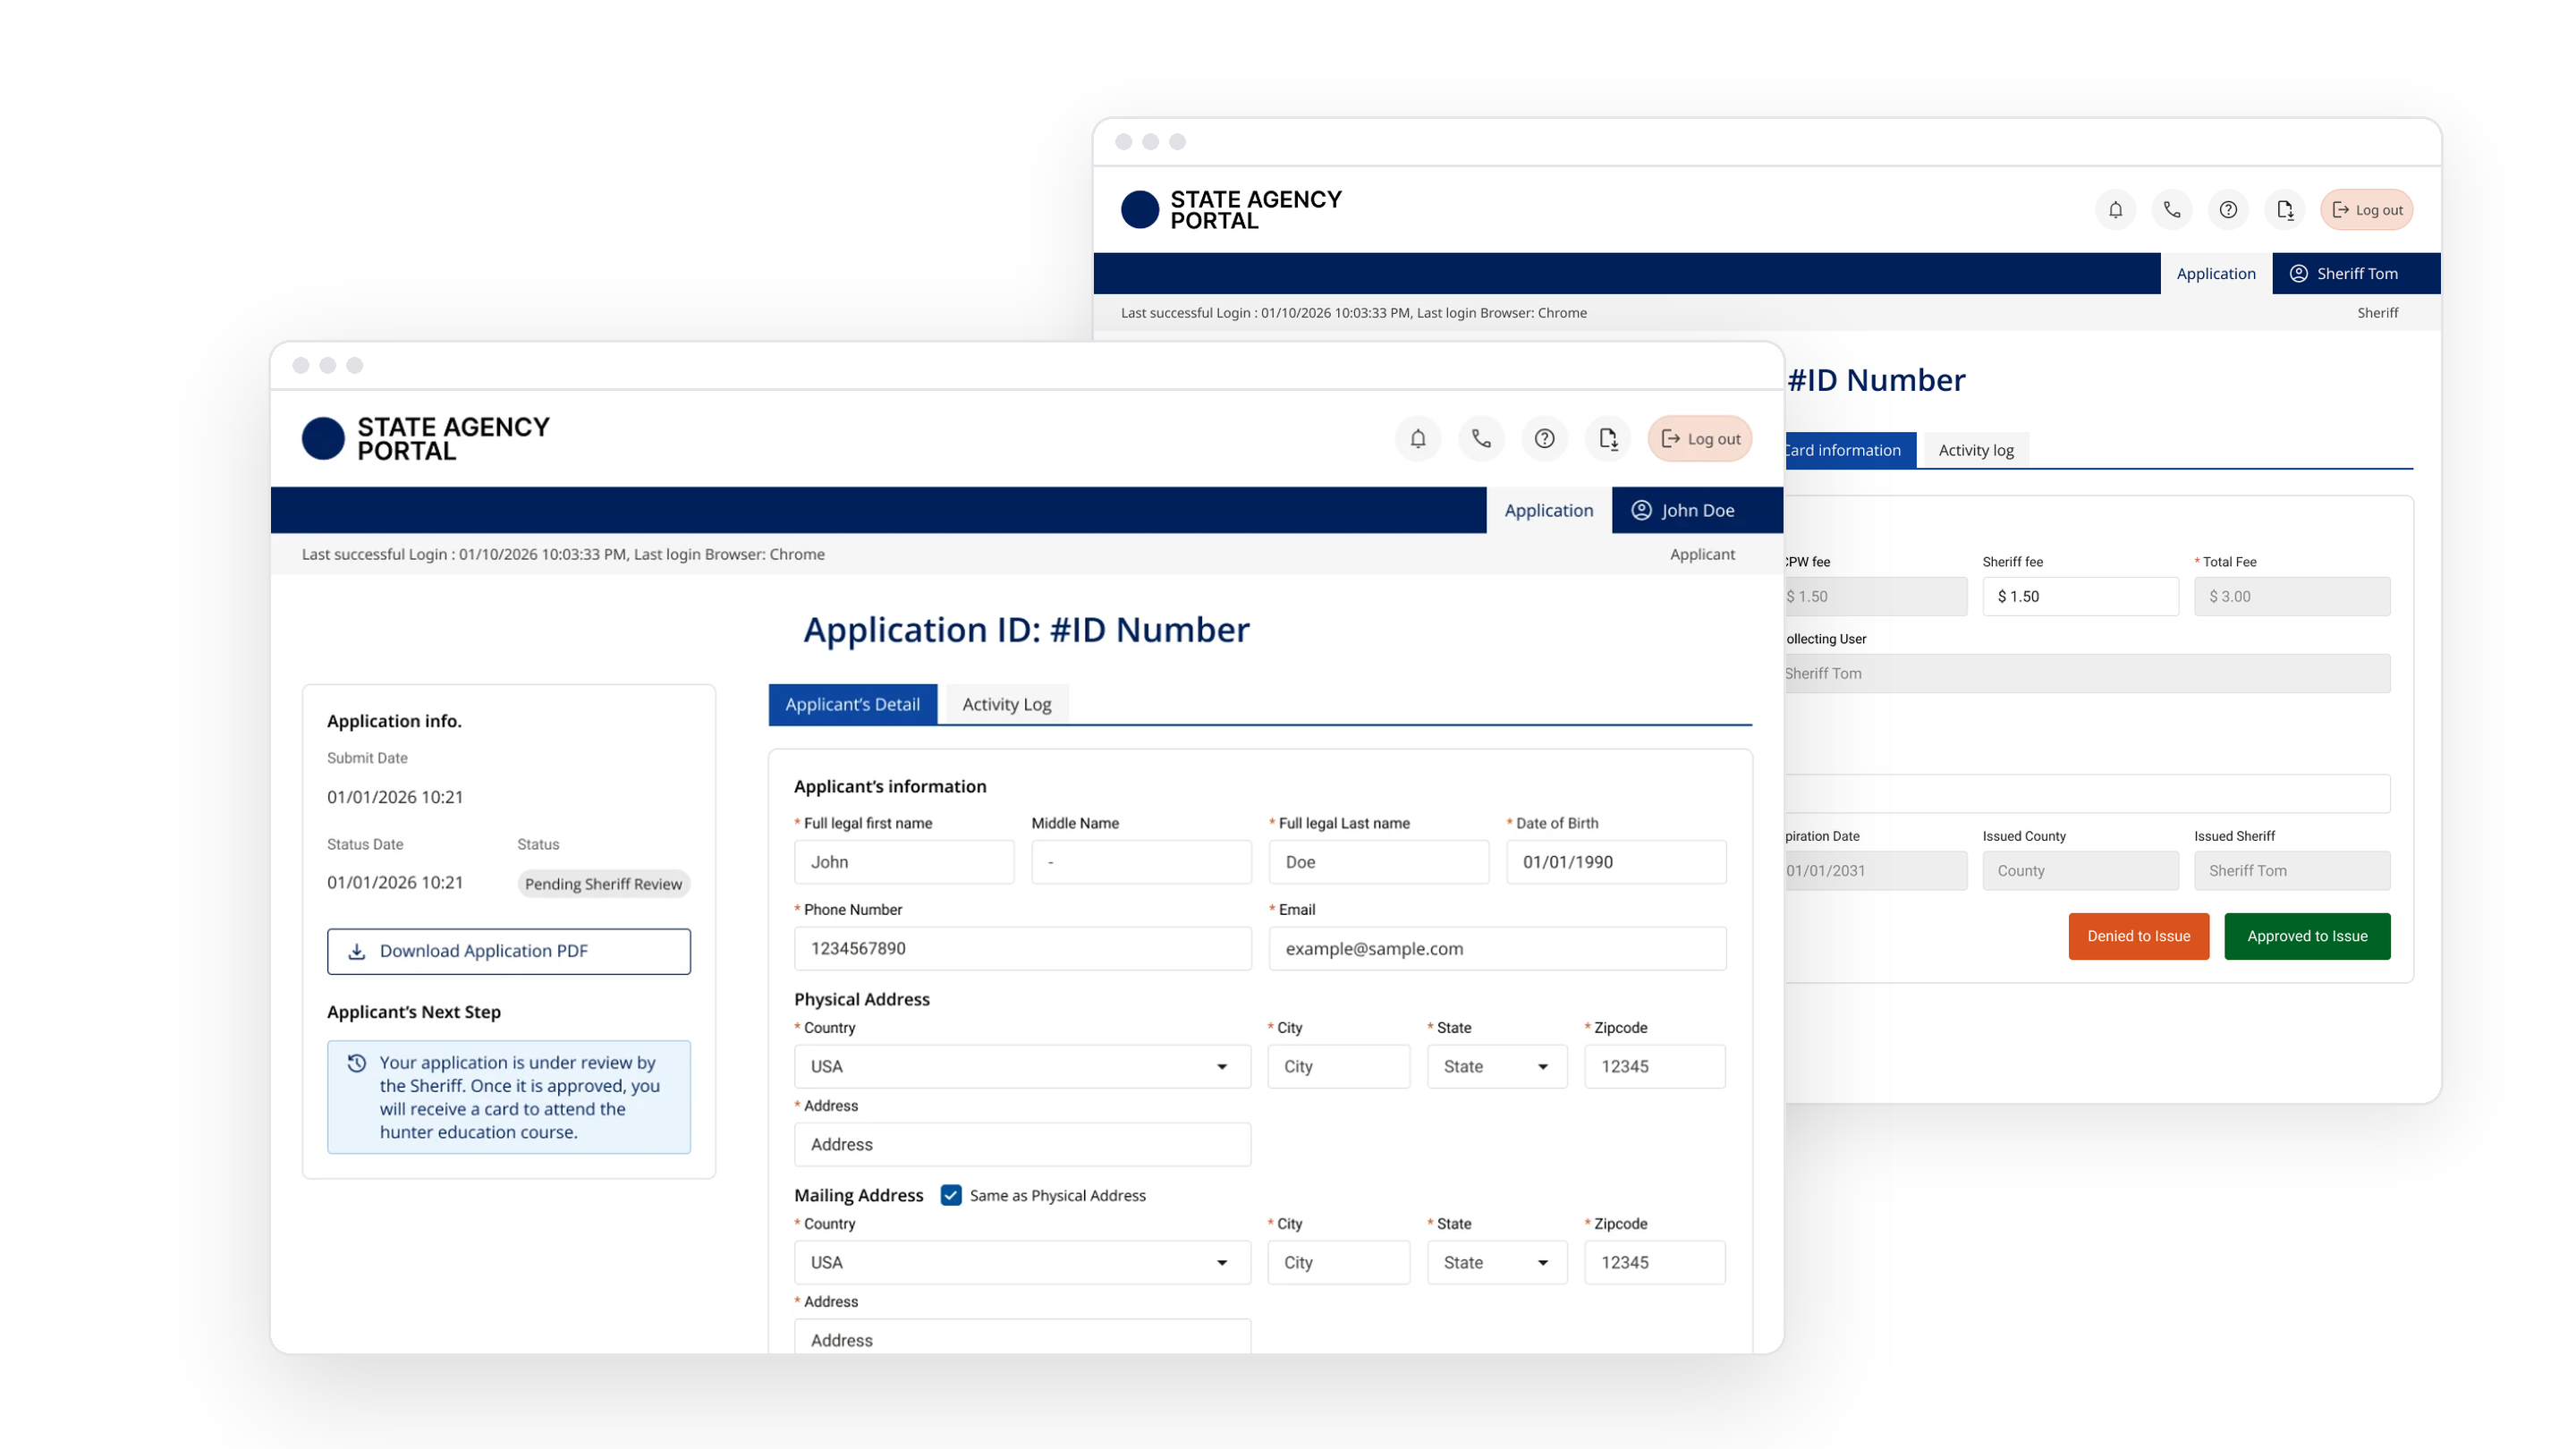 STATE AGENCY
PORTAL
Log out
Application
Sheriff Tom
Last successful Login : 01/10/2026 10:03:33 PM, Last login Browser: Chrome
Sheriff
#ID Number
Card information
Activity log
CPW fee
Sheriff fee
* Total Fee
$ 1.50
$ 1.50
$ 3.00
ollecting User
Sheriff Tom
piration Date
Issued County
Issued Sheriff
01/01/2031
County
Sheriff Tom
Denied to Issue
Approved to Issue
STATE AGENCY
PORTAL
Log out
Application
John Doe
Last successful Login : 01/10/2026 10:03:33 PM, Last login Browser: Chrome
Applicant
Application ID: #ID Number
Application info.
Submit Date
01/01/2026 10:21
Status Date
Status
01/01/2026 10:21
Pending Sheriff Review
Download Application PDF
Applicant's Next Step
Your application is under review by
the Sheriff. Once it is approved, you
will receive a card to attend the
hunter education course.
Applicant's Detail
Activity Log
Applicant's information
* Full legal first name
Middle Name
* Full legal Last name
* Date of Birth
John
-
Doe
01/01/1990
* Phone Number
* Email
1234567890
example@sample.com
Physical Address
* Country
* City
* State
* Zipcode
USA
City
State
12345
* Address
Address
Mailing Address
Same as Physical Address
* Country
* City
* State
* Zipcode
USA
City
State
12345
* Address
Address